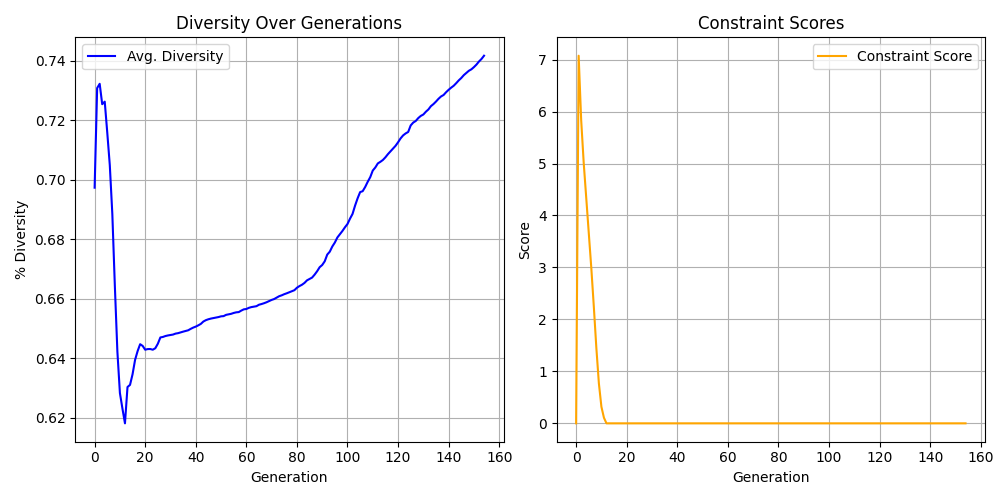 Diversity Over Generations
Avg. Diversity
% Diversity
0.74
0.72
0.70
0.68
0.66
0.64
0.62
0 20 40 60 80 100 120 140 160
Generation
Constraint Scores
Constraint Score
Score
7
6
5
4
3
2
1
0
0 20 40 60 80 100 120 140 160
Generation